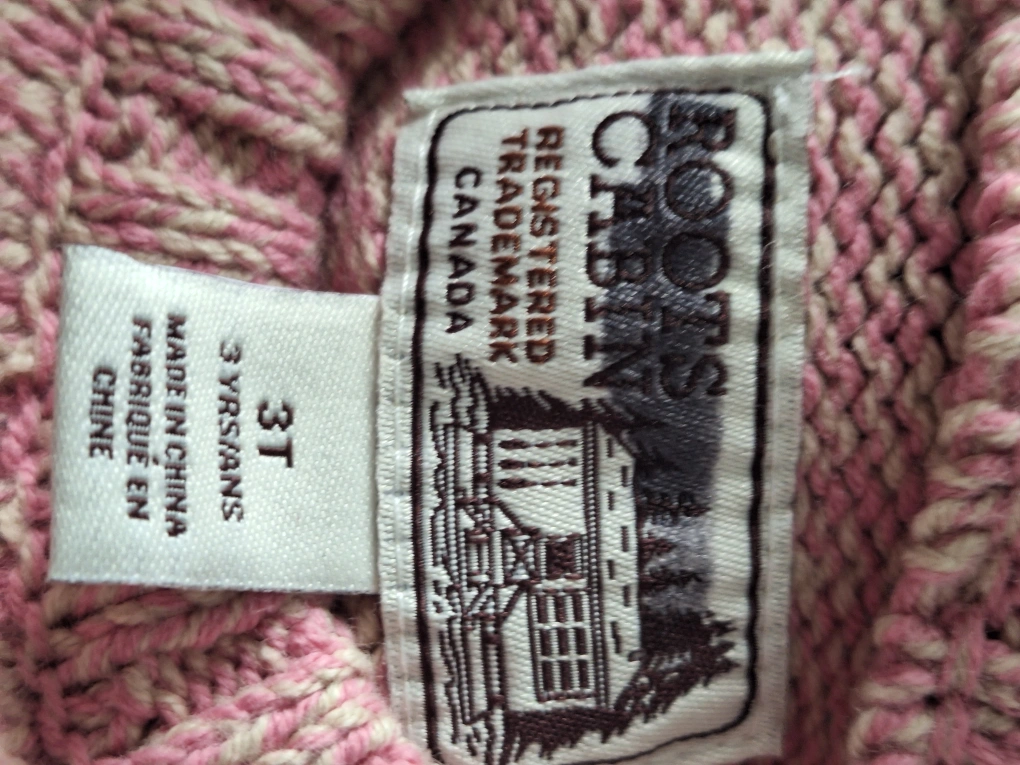 ROOTS
CABIN
REGISTERED
TRADEMARK
CANADA
3T
3 YRS/ANS
MADE IN CHINA
FABRIQUÉ EN
CHINE